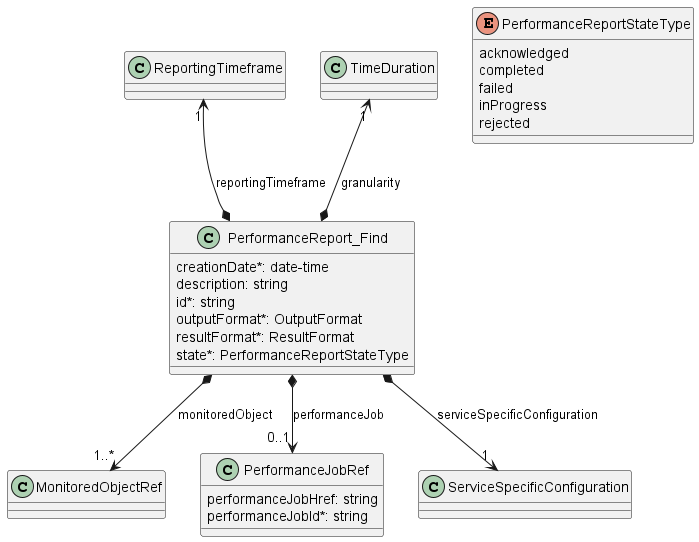 E PerformanceReportStateType
acknowledged
completed
failed
inProgress
rejected
C ReportingTimeframe
C TimeDuration
1
1
reportingTimeframe
granularity
C PerformanceReport_Find
creationDate*: date-time
description: string
id*: string
outputFormat*: OutputFormat
resultFormat*: ResultFormat
state*: PerformanceReportStateType
monitoredObject
performanceJob
serviceSpecificConfiguration
1..*
0..1
1
C MonitoredObjectRef
C PerformanceJobRef
performanceJobHref: string
performanceJobId*: string
C ServiceSpecificConfiguration